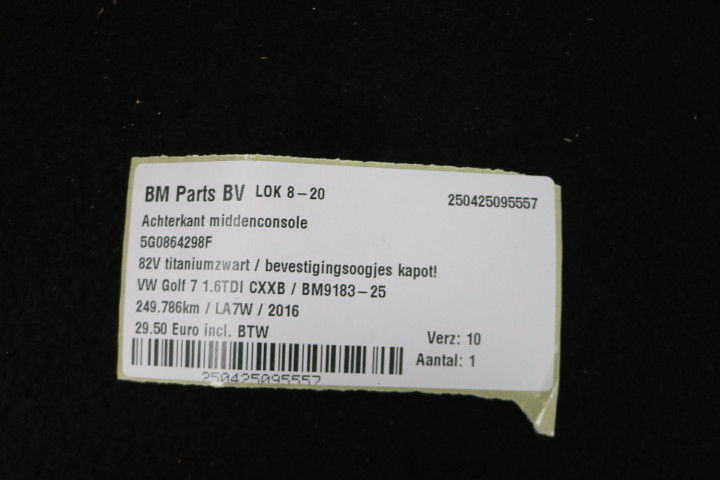 BM Parts BV LOK 8-20 250425095557
Achterkant middenconsole
5G0864298F
82V titaniumzwart / bevestigingsoogjes kapot!
VW Golf 7 1.6TDI CXXB / BM9183-25
249.786km / LA7W / 2016
29.50 Euro incl. BTW Verz: 10
Aantal: 1
250425095557